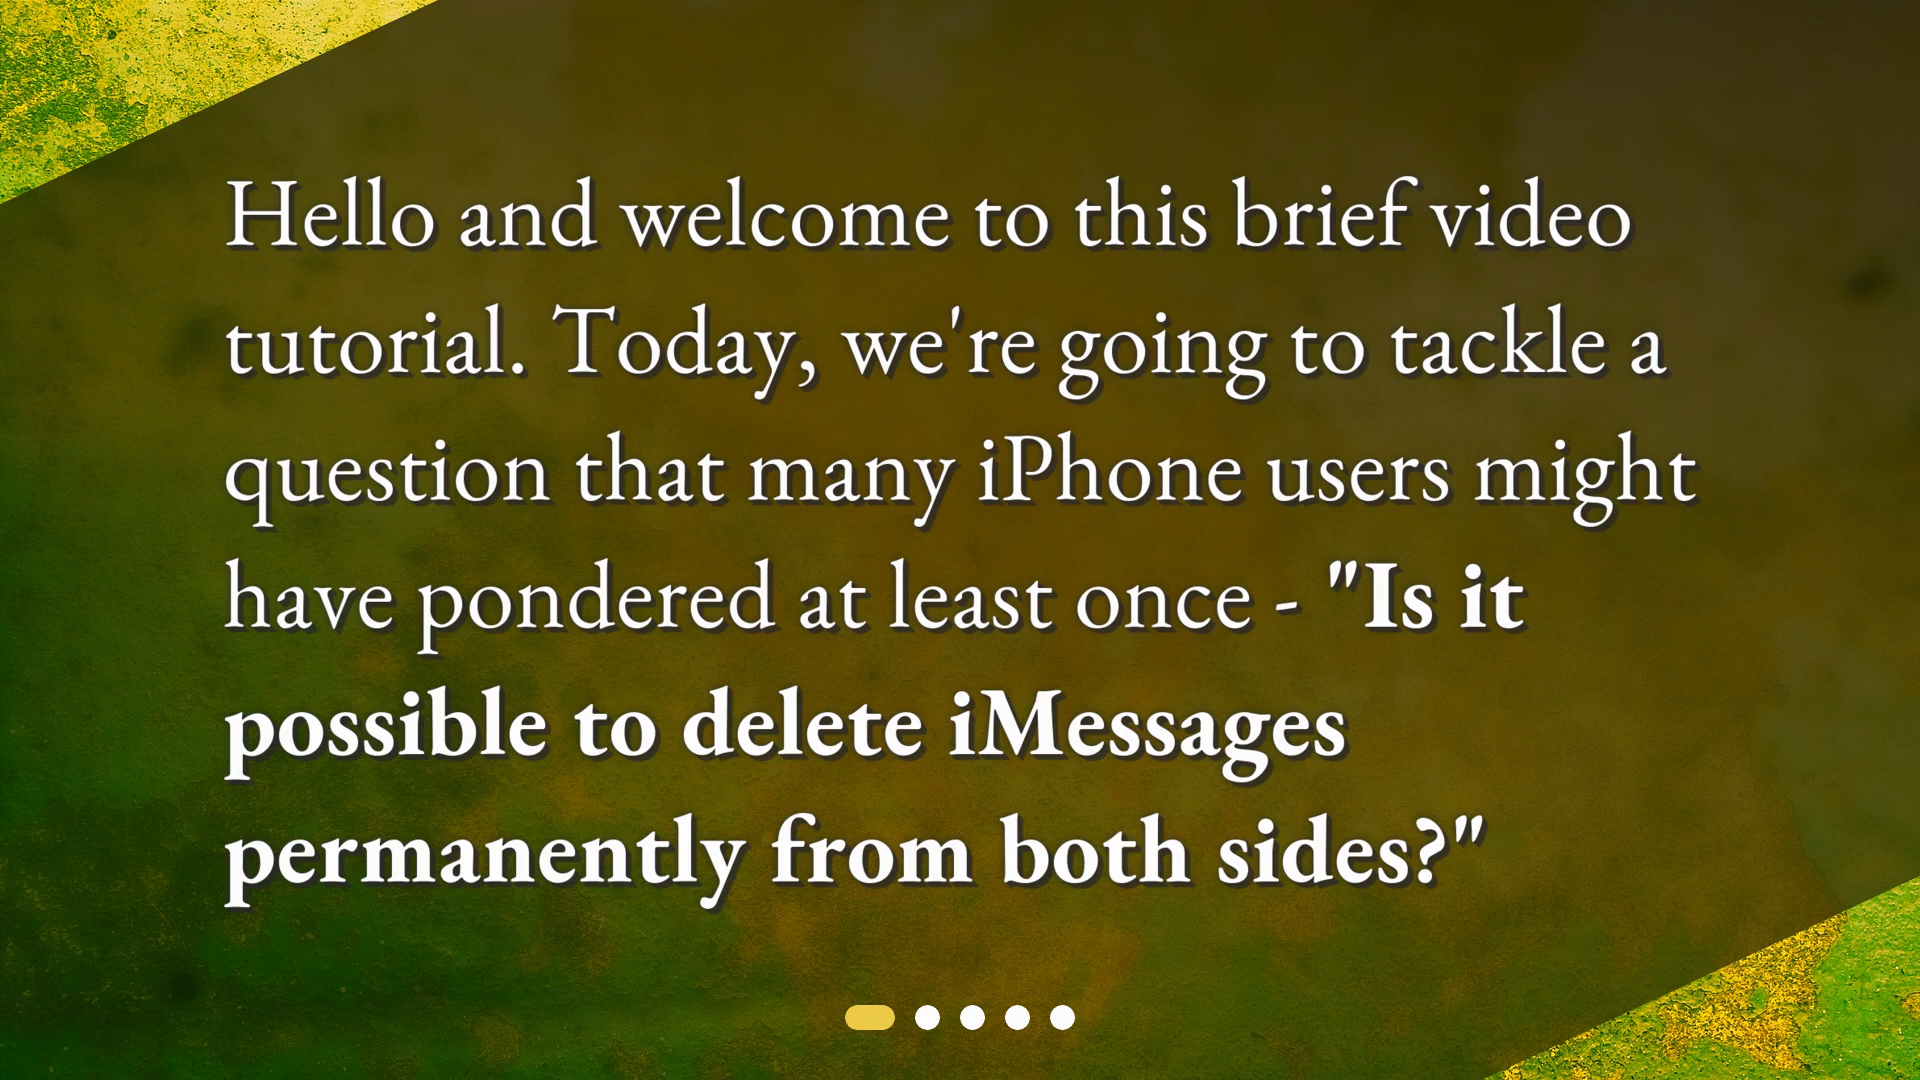 Hello and welcome to this brief video
tutorial. Today, we're going to tackle a
question that many iPhone users might
have pondered at least once - "Is it
possible to delete iMessages
permanently from both sides?"